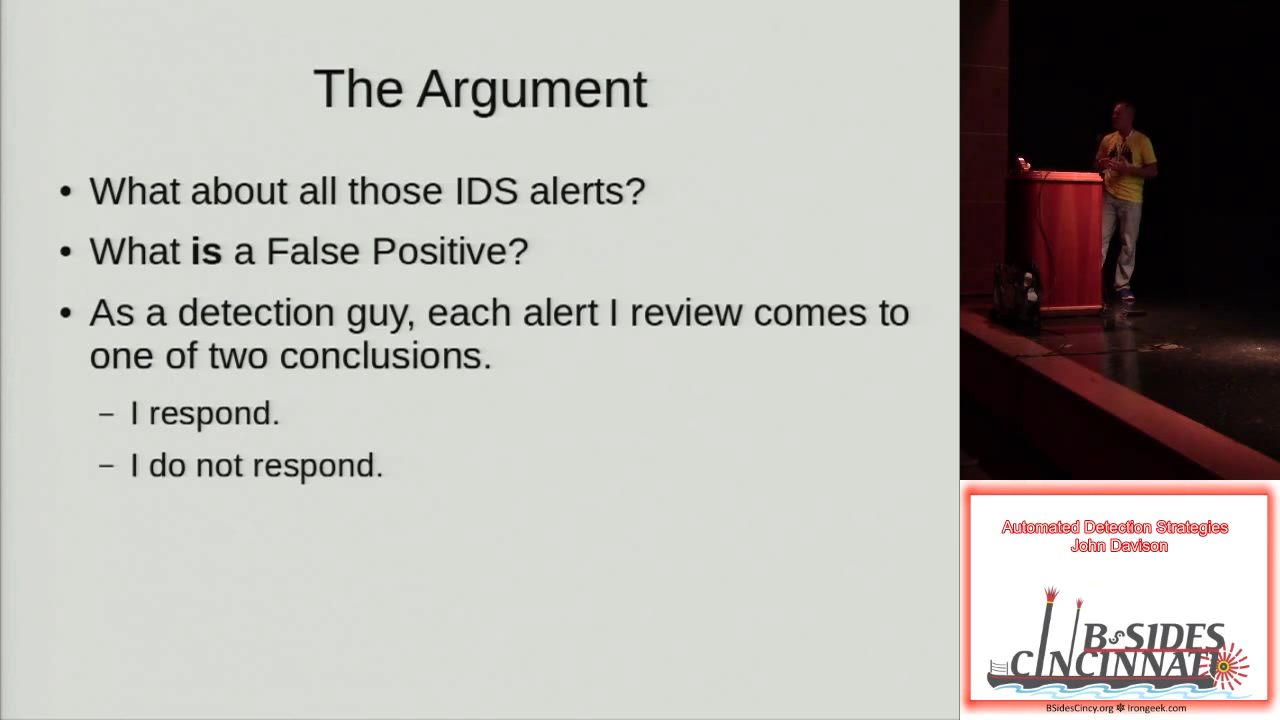 The Argument
• What about all those IDS alerts?
• What is a False Positive?
• As a detection guy, each alert I review comes to
one of two conclusions.
– I respond.
– I do not respond.
Automated Detection Strategies
John Davison
BSIDES
CINCINNATI
BSidesCincy.org ✽ Irongeek.com